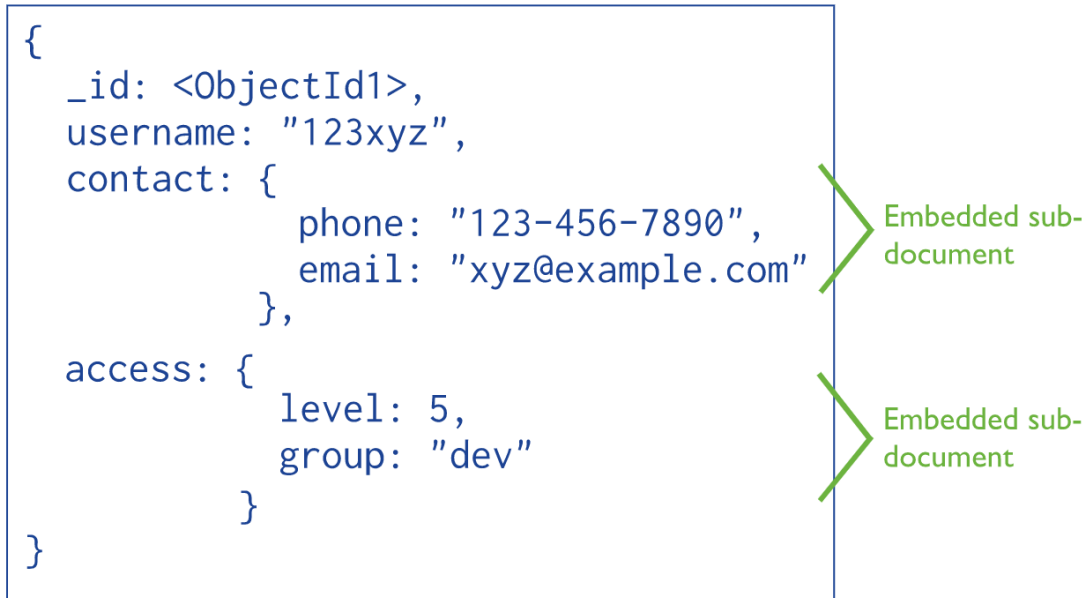 {
_id: <ObjectId1>,
username: "123xyz",
contact: {
phone: "123-456-7890",
email: "xyz@example.com"
},
access: {
level: 5,
group: "dev"
}
}
Embedded sub-
document
Embedded sub-
document